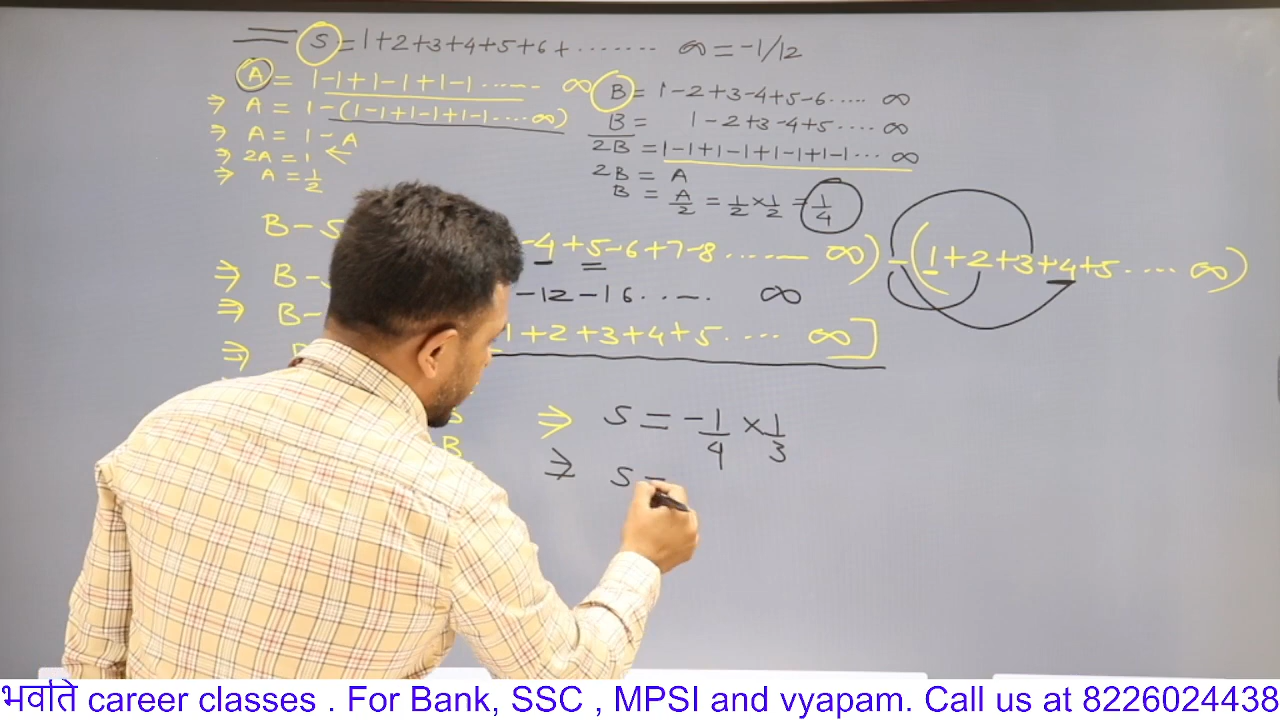 S = 1+2+3+4+5+6+....... ∞ = -1/12
A = 1-1+1-1+1-1...... ∞
⇒ A = 1-(1-1+1-1+1-1....∞)
⇒ A = 1-A
⇒ 2A = 1 ←
⇒ A = 1/2
B = 1-2+3-4+5-6..... ∞
B = 1-2+3-4+5.... ∞
2B = 1-1+1-1+1-1+1-1... ∞
2B = A
B = A/2 = 1/2 × 1/2 = 1/4
B-S -4+5-6+7-8...... ∞) - (1+2+3+4+5.... ∞)
⇒ B- -12-16..... ∞
⇒ B- 1+2+3+4+5.... ∞]
⇒
⇒ S = -1/4 × 1/3
B ⇒ S =
भवति career classes . For Bank, SSC , MPSI and vyapam. Call us at 8226024438